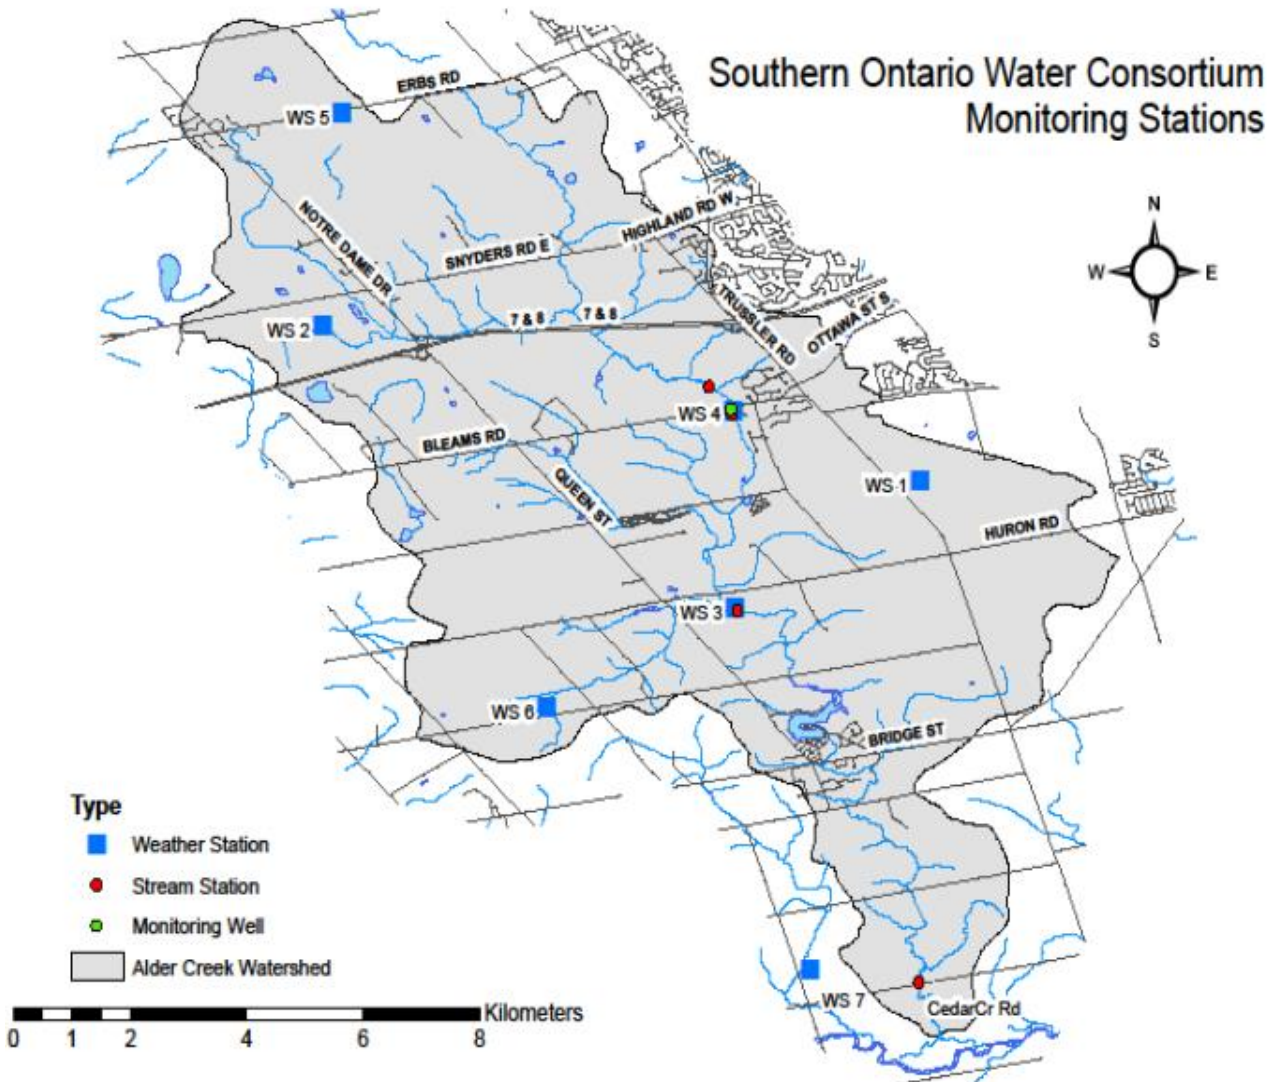 Southern Ontario Water Consortium
Monitoring Stations
N
W
E
S
ERBS RD
WS 5
NOTRE DAME DR
SNYDERS RD E
HIGHLAND RD W
WS 2
7 & 8
7 & 8
TRUSSLER RD
OTTAWA ST S
WS 4
BLEAMS RD
QUEEN ST
WS 1
HURON RD
WS 3
WS 6
BRIDGE ST
WS 7
CedarCr Rd
Type
Weather Station
Stream Station
Monitoring Well
Alder Creek Watershed
Kilometers
0 1 2 4 6 8